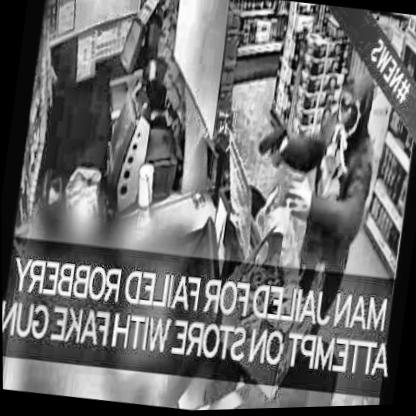 #NEWS
MAN JAILED FOR FAILED ROBBERY
ATTEMPT ON STORE WITH FAKE GUN